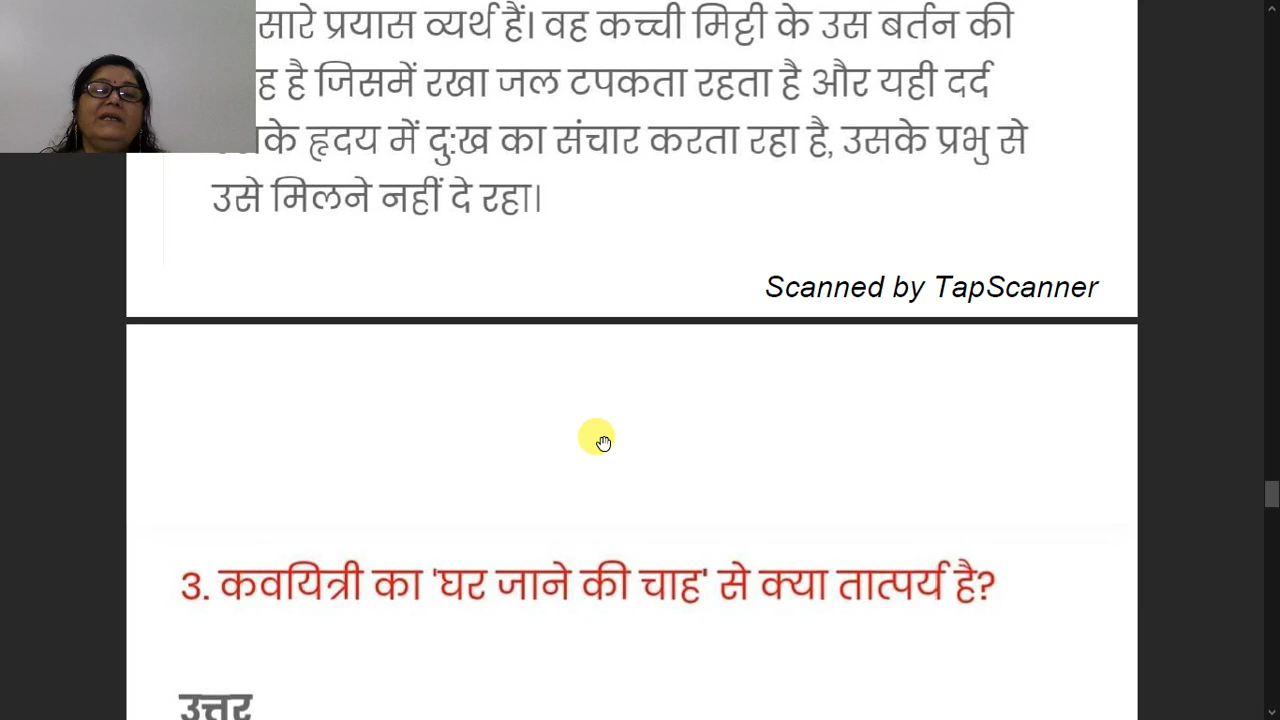 सारे प्रयास व्यर्थ हैं। वह कच्ची मिट्टी के उस बर्तन की
है जिसमें रखा जल टपकता रहता है और यही दर्द
हृदय में दु:ख का संचार करता रहा है, उसके प्रभु से
उसे मिलने नहीं दे रहा।
Scanned by TapScanner
3. कवयित्री का 'घर जाने की चाह' से क्या तात्पर्य है?
उत्तर